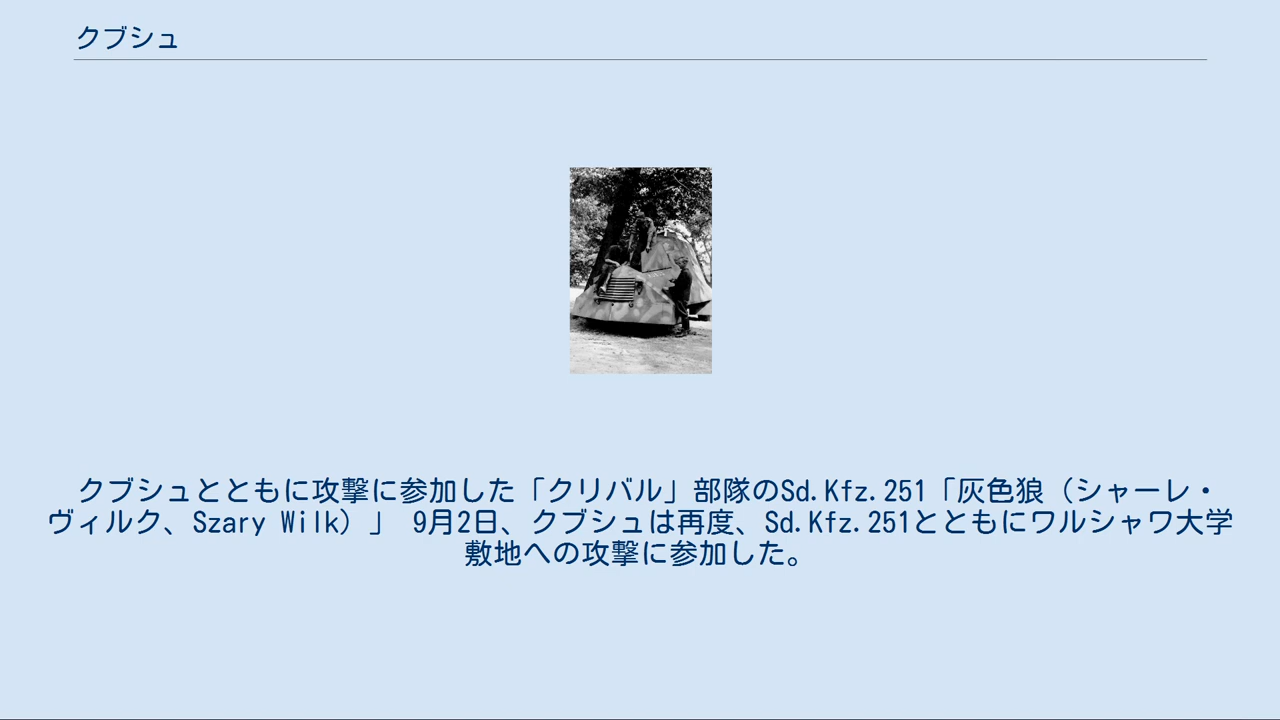 クブシュ
クブシュとともに攻撃に参加した「クリバル」部隊のSd.Kfz.251「灰色狼（シャーレ・
ヴィルク、Szary Wilk）」 9月2日、クブシュは再度、Sd.Kfz.251とともにワルシャワ大学
敷地への攻撃に参加した。